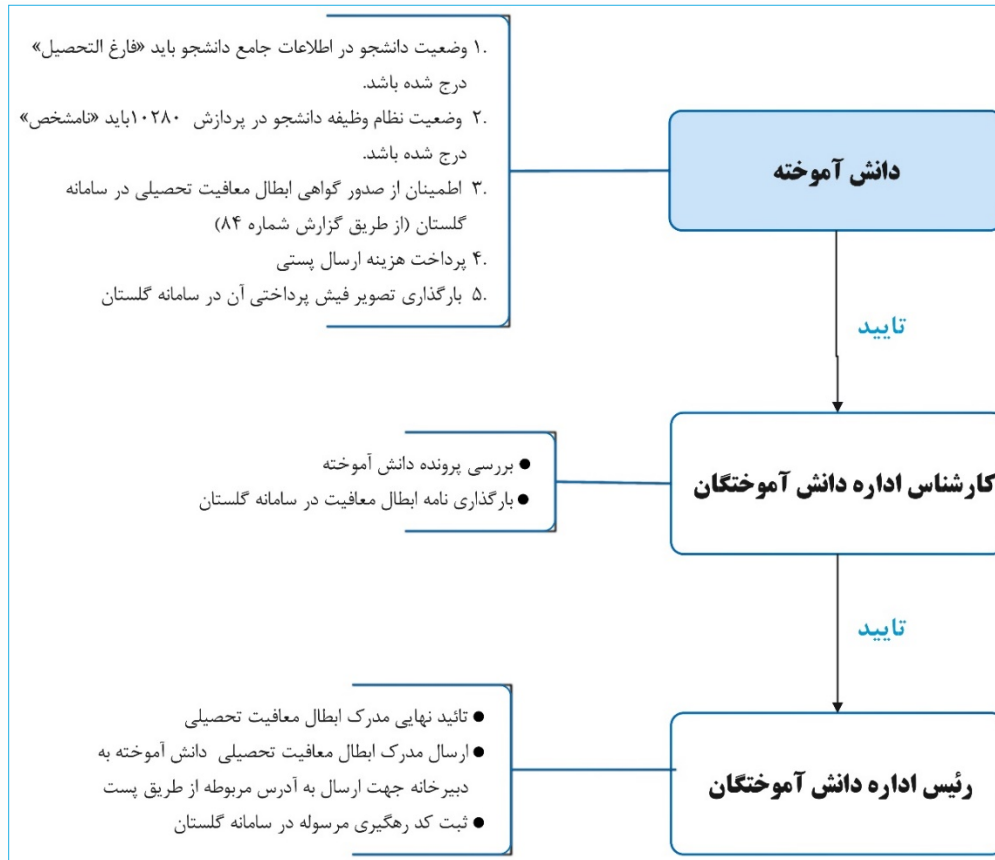 دانش آموخته
۱. وضعیت دانشجو در اطلاعات جامع دانشجو باید «فارغ التحصیل»
درج شده باشد.
۲. وضعیت نظام وظیفه دانشجو در پردازش ۱۰۲۸۰باید «نامشخص»
درج شده باشد.
۳. اطمینان از صدور گواهی ابطال معافیت تحصیلی در سامانه
گلستان (از طریق گزارش شماره ۸۴)
۴. پرداخت هزینه ارسال پستی
۵. بارگذاری تصویر فیش پرداختی آن در سامانه گلستان
تایید
کارشناس اداره دانش آموختگان
● بررسی پرونده دانش آموخته
● بارگذاری نامه ابطال معافیت در سامانه گلستان
تایید
رئیس اداره دانش آموختگان
● تائید نهایی مدرک ابطال معافیت تحصیلی
● ارسال مدرک ابطال معافیت تحصیلی دانش آموخته به
دبیرخانه جهت ارسال به آدرس مربوطه از طریق پست
● ثبت کد رهگیری مرسوله در سامانه گلستان